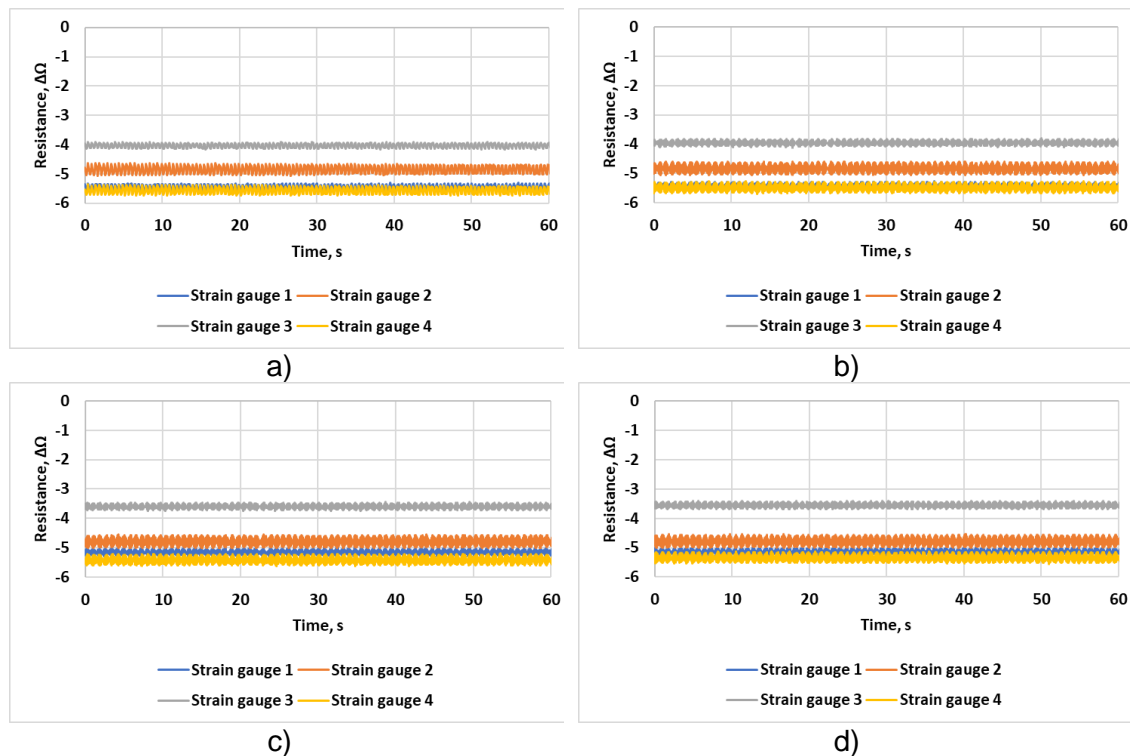 0
-1
-2
-3
-4
-5
-6
Resistance, ΔΩ
0 10 20 30 40 50 60
Time, s
Strain gauge 1 Strain gauge 2
Strain gauge 3 Strain gauge 4
a)
0
-1
-2
-3
-4
-5
-6
Resistance, ΔΩ
0 10 20 30 40 50 60
Time, s
Strain gauge 1 Strain gauge 2
Strain gauge 3 Strain gauge 4
b)
0
-1
-2
-3
-4
-5
-6
Resistance, ΔΩ
0 10 20 30 40 50 60
Time, s
Strain gauge 1 Strain gauge 2
Strain gauge 3 Strain gauge 4
c)
0
-1
-2
-3
-4
-5
-6
Resistance, ΔΩ
0 10 20 30 40 50 60
Time, s
Strain gauge 1 Strain gauge 2
Strain gauge 3 Strain gauge 4
d)